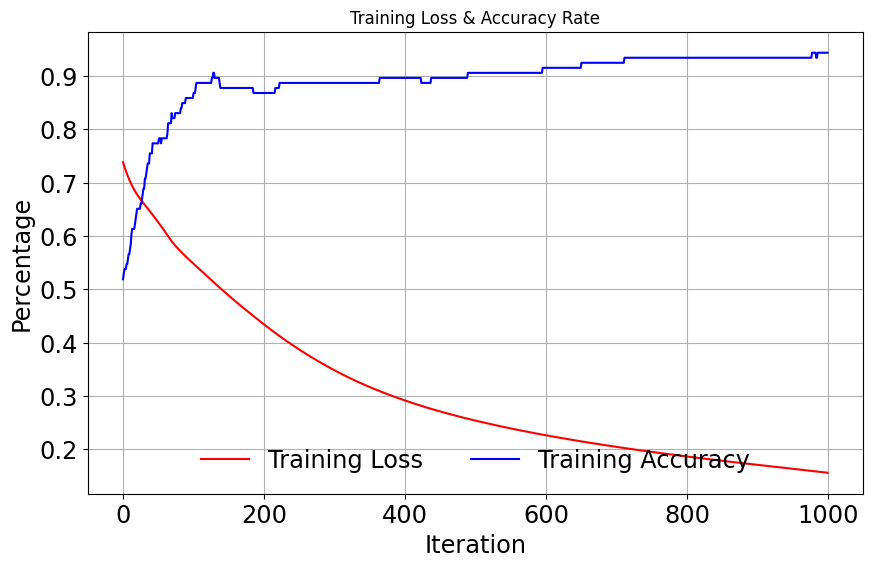 Training Loss & Accuracy Rate
Percentage
0.9
0.8
0.7
0.6
0.5
0.4
0.3
0.2
Training Loss
Training Accuracy
0
200
400
600
800
1000
Iteration